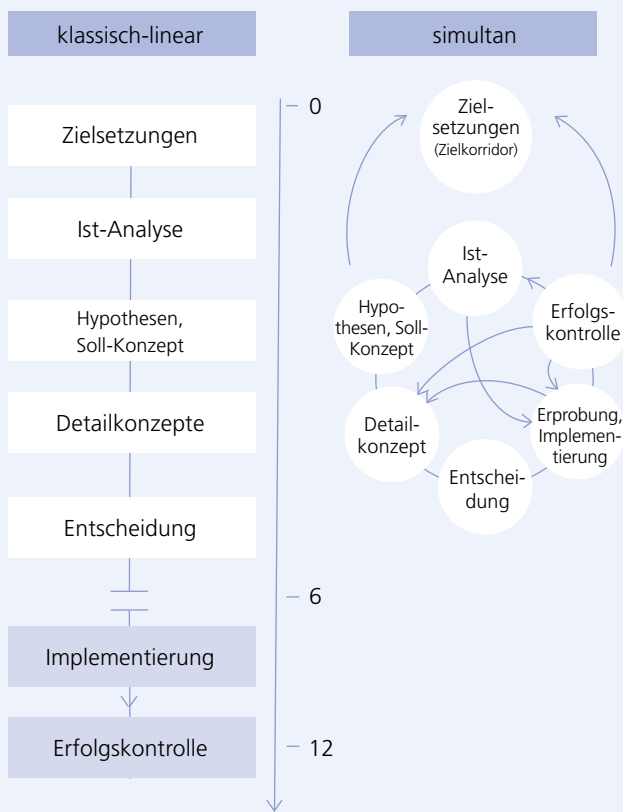 klassisch-linear
simultan
Zielsetzungen
Ist-Analyse
Hypothesen,
Soll-Konzept
Detailkonzepte
Entscheidung
Implementierung
Erfolgskontrolle
0
6
12
Ziel-
setzungen
(Zielkorridor)
Ist-
Analyse
Hypo-
thesen, Soll-
Konzept
Erfolgs-
kontrolle
Detail-
konzept
Erprobung,
Implemen-
tierung
Entschei-
dung